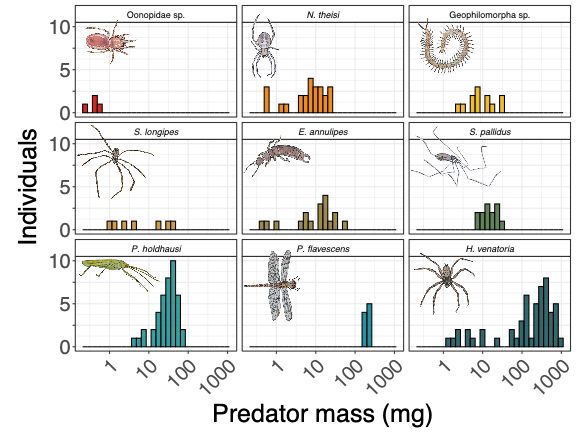 Oonopidae sp.
N. theisi
Geophilomorpha sp.
10
5
0
S. longipes
E. annulipes
S. pallidus
10
5
0
Individuals
P. holdhausi
P. flavescens
H. venatoria
10
5
0
1 10 100 1000 1 10 100 1000 1 10 100 1000
Predator mass (mg)